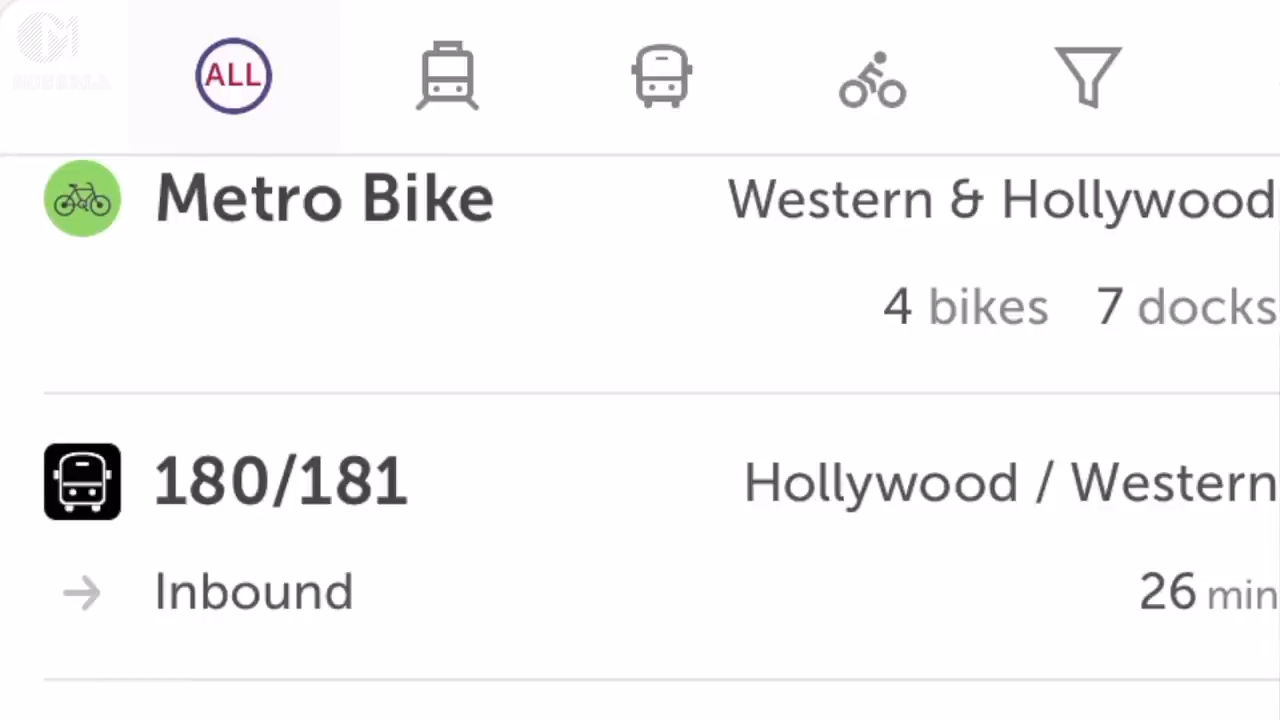 ALL
Metro Bike Western & Hollywood
4 bikes 7 docks
180/181 Hollywood / Western
Inbound 26 min